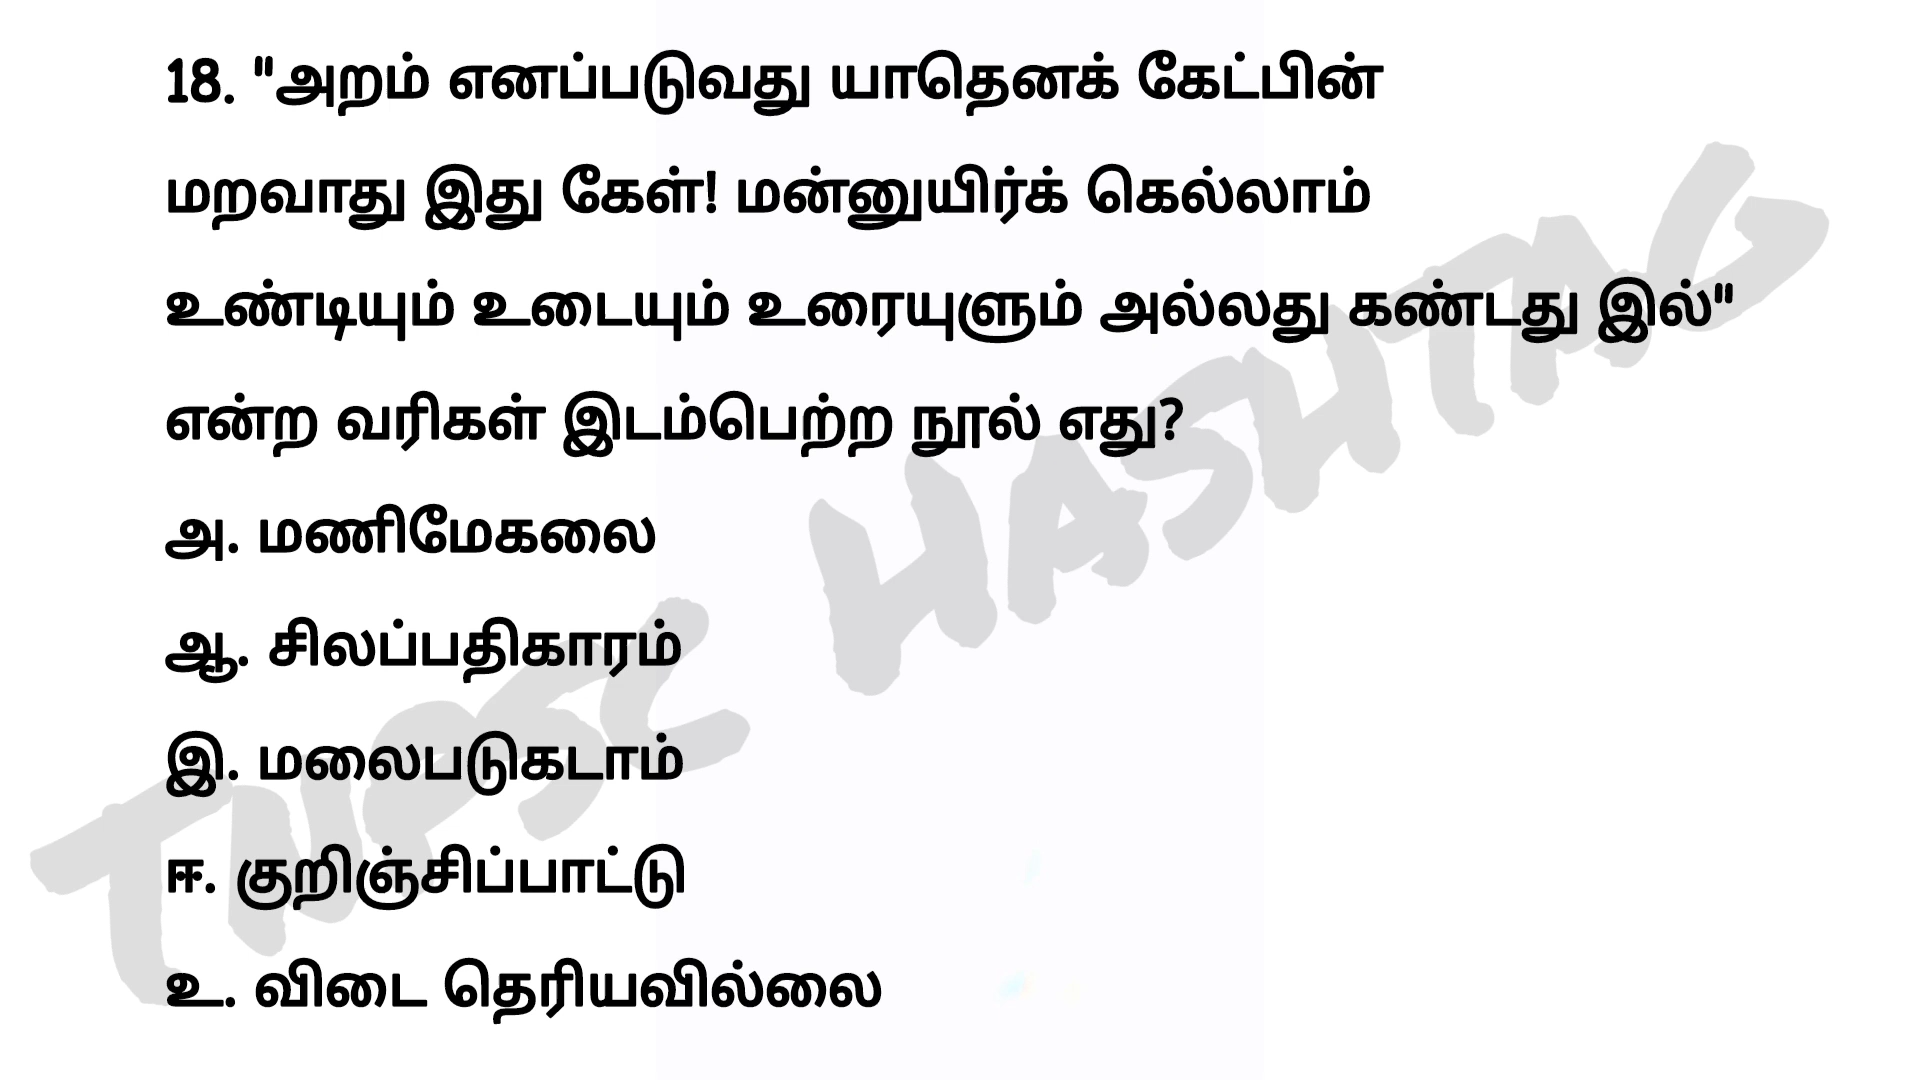 18. "அறம் எனப்படுவது யாதெனக் கேட்பின்
மறவாது இது கேள்! மன்னுயிர்க் கெல்லாம்
உண்டியும் உடையும் உரையுளும் அல்லது கண்டது இல்"
என்ற வரிகள் இடம்பெற்ற நூல் எது?
அ. மணிமேகலை
ஆ. சிலப்பதிகாரம்
இ. மலைபடுகடாம்
ஈ. குறிஞ்சிப்பாட்டு
உ. விடை தெரியவில்லை
TNPSC HASHTAG